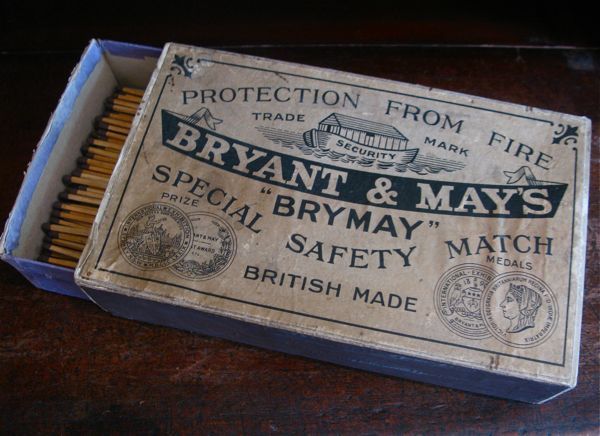 PROTECTION FROM FIRE
TRADE MARK
SECURITY
BRYANT & MAY'S
SPECIAL "BRYMAY" SAFETY MATCH
PRIZE MEDALS
BRITISH MADE